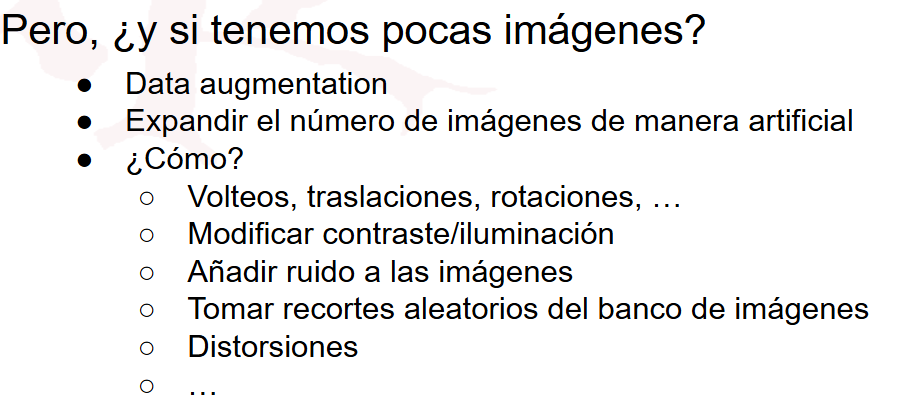 Pero, ¿y si tenemos pocas imágenes?
● Data augmentation
● Expandir el número de imágenes de manera artificial
● ¿Cómo?
○ Volteos, traslaciones, rotaciones, …
○ Modificar contraste/iluminación
○ Añadir ruido a las imágenes
○ Tomar recortes aleatorios del banco de imágenes
○ Distorsiones
○ …